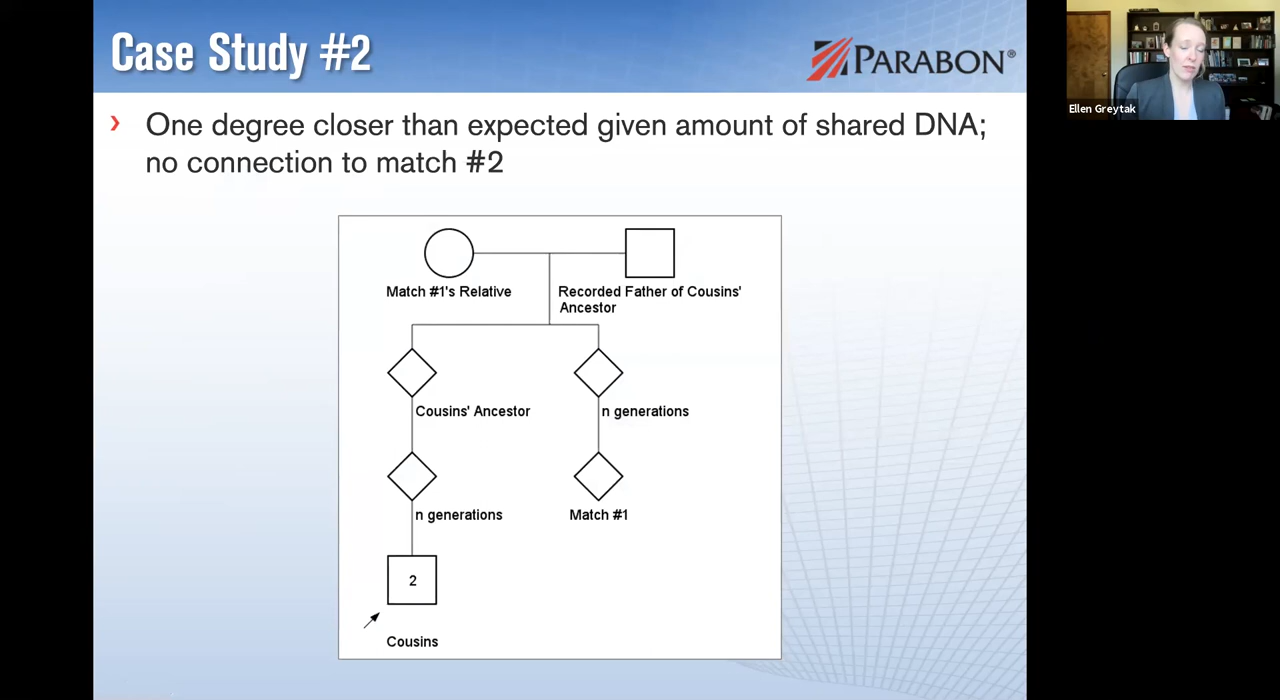 Case Study #2
PARABON®
Ellen Greytak
› One degree closer than expected given amount of shared DNA;
no connection to match #2
Match #1's Relative
Recorded Father of Cousins'
Ancestor
Cousins' Ancestor
n generations
n generations
Match #1
2
Cousins